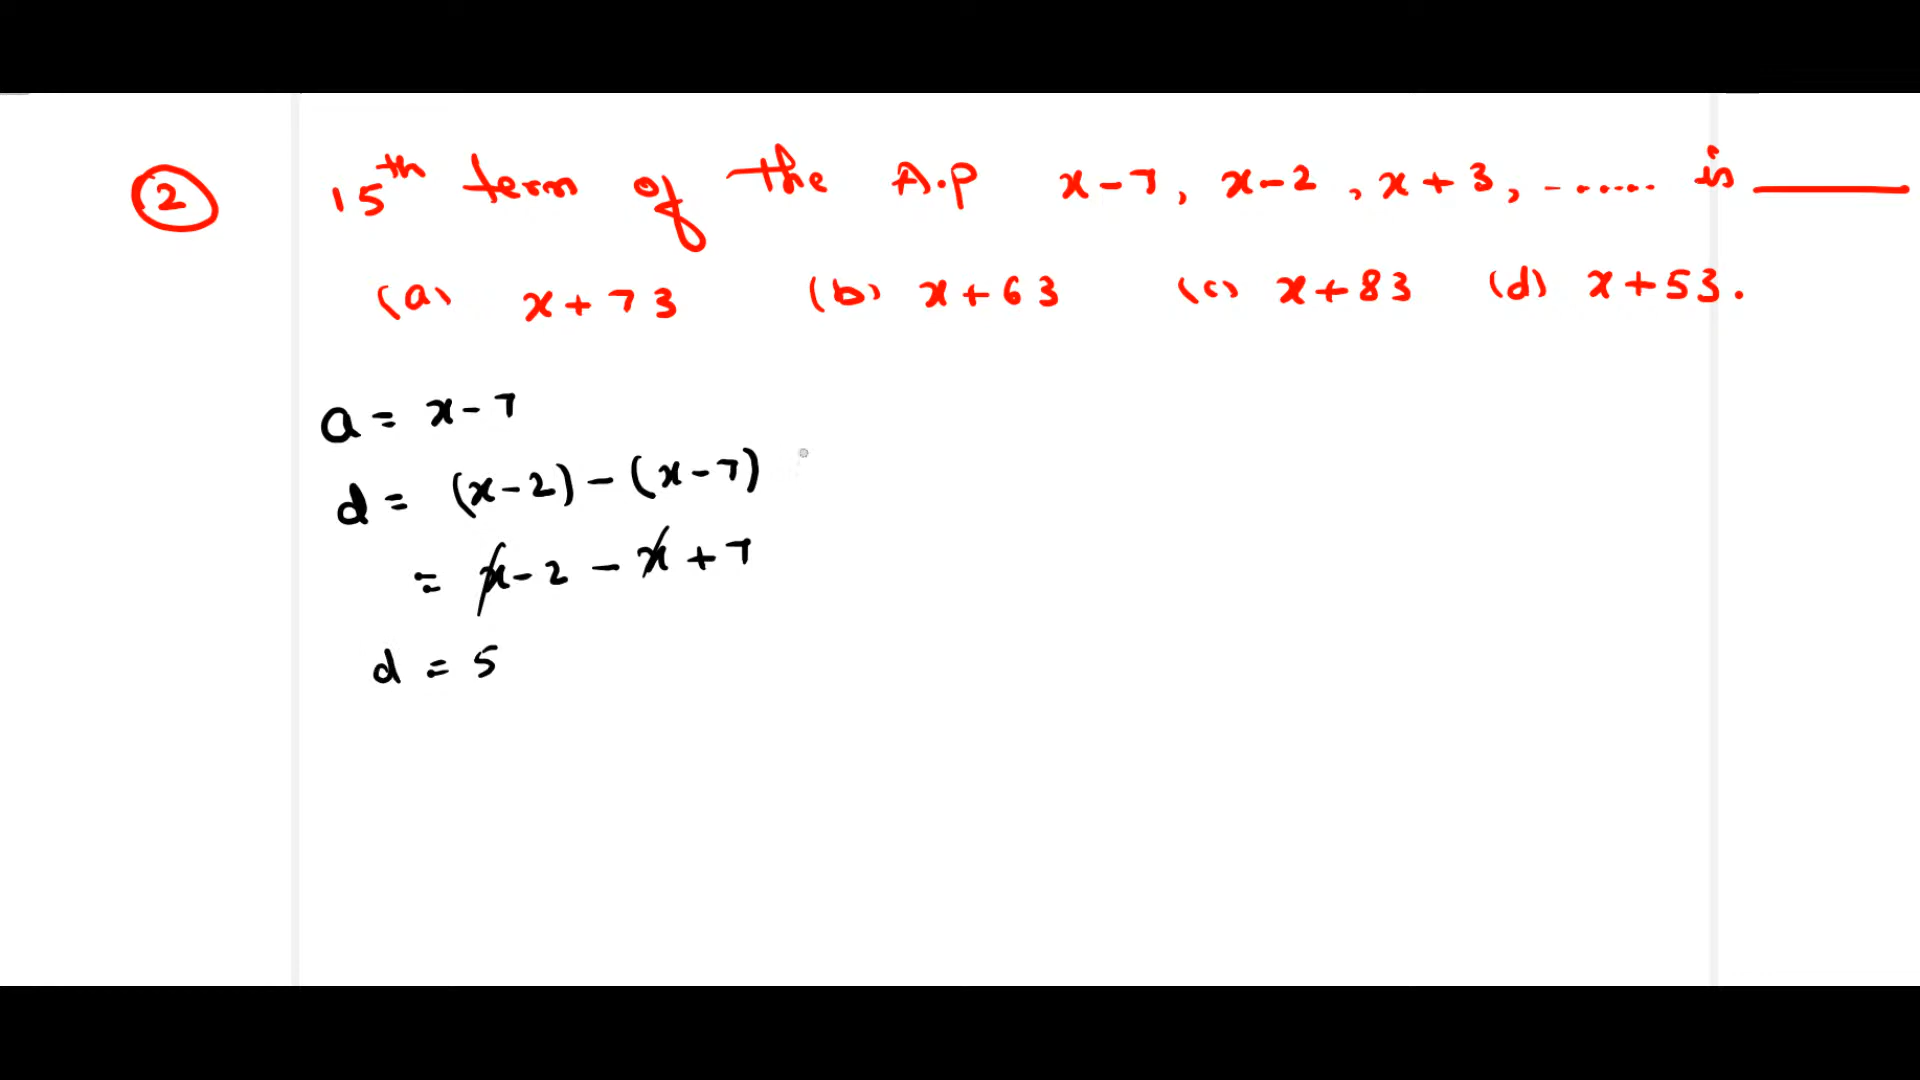 ② 15th term of the A.P x-7, x-2, x+3, ------ is ______
(a) x+73 (b) x+63 (c) x+83 (d) x+53.
a = x-7
d = (x-2) - (x-7)
= x-2 - x+7
d = 5